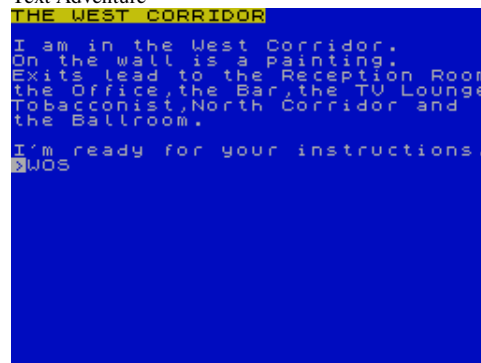 Text Adventure
THE WEST CORRIDOR
I am in the West Corridor.
On the wall is a painting.
Exits lead to the Reception Room
the Office,the Bar,the TV Lounge
Tobacconist,North Corridor and
the Ballroom.
I'm ready for your instructions.
>WOS